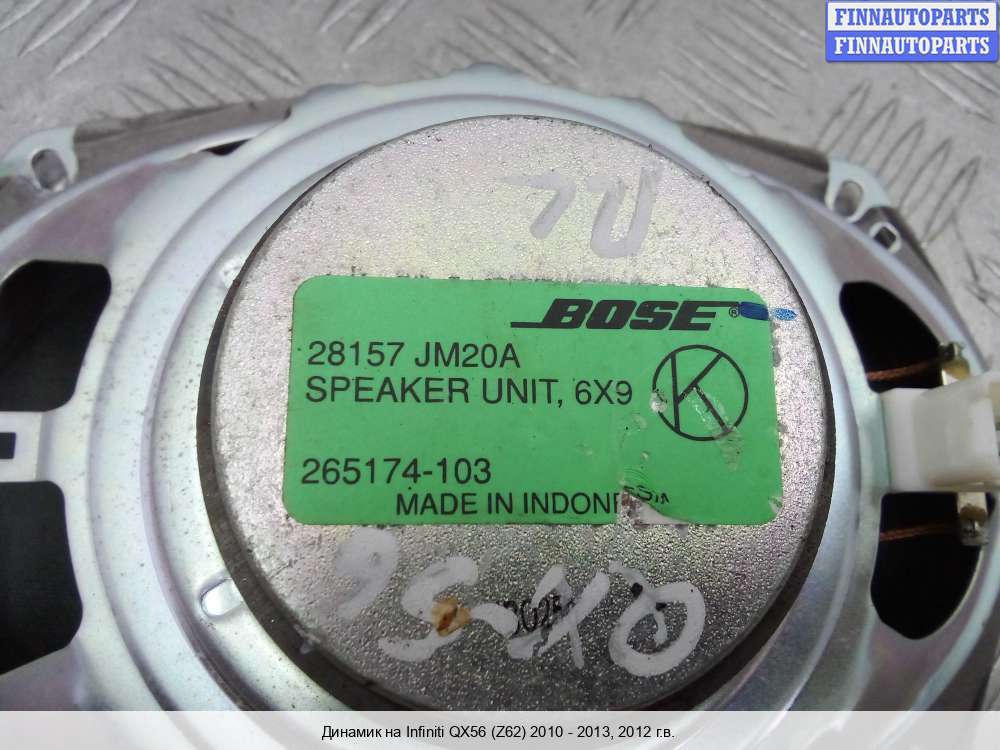 FINNAUTOPARTS
FINNAUTOPARTS
BOSE®
28157 JM20A
SPEAKER UNIT, 6X9
K
265174-103
MADE IN INDONESIA
Динамик на Infiniti QX56 (Z62) 2010 - 2013, 2012 г.в.